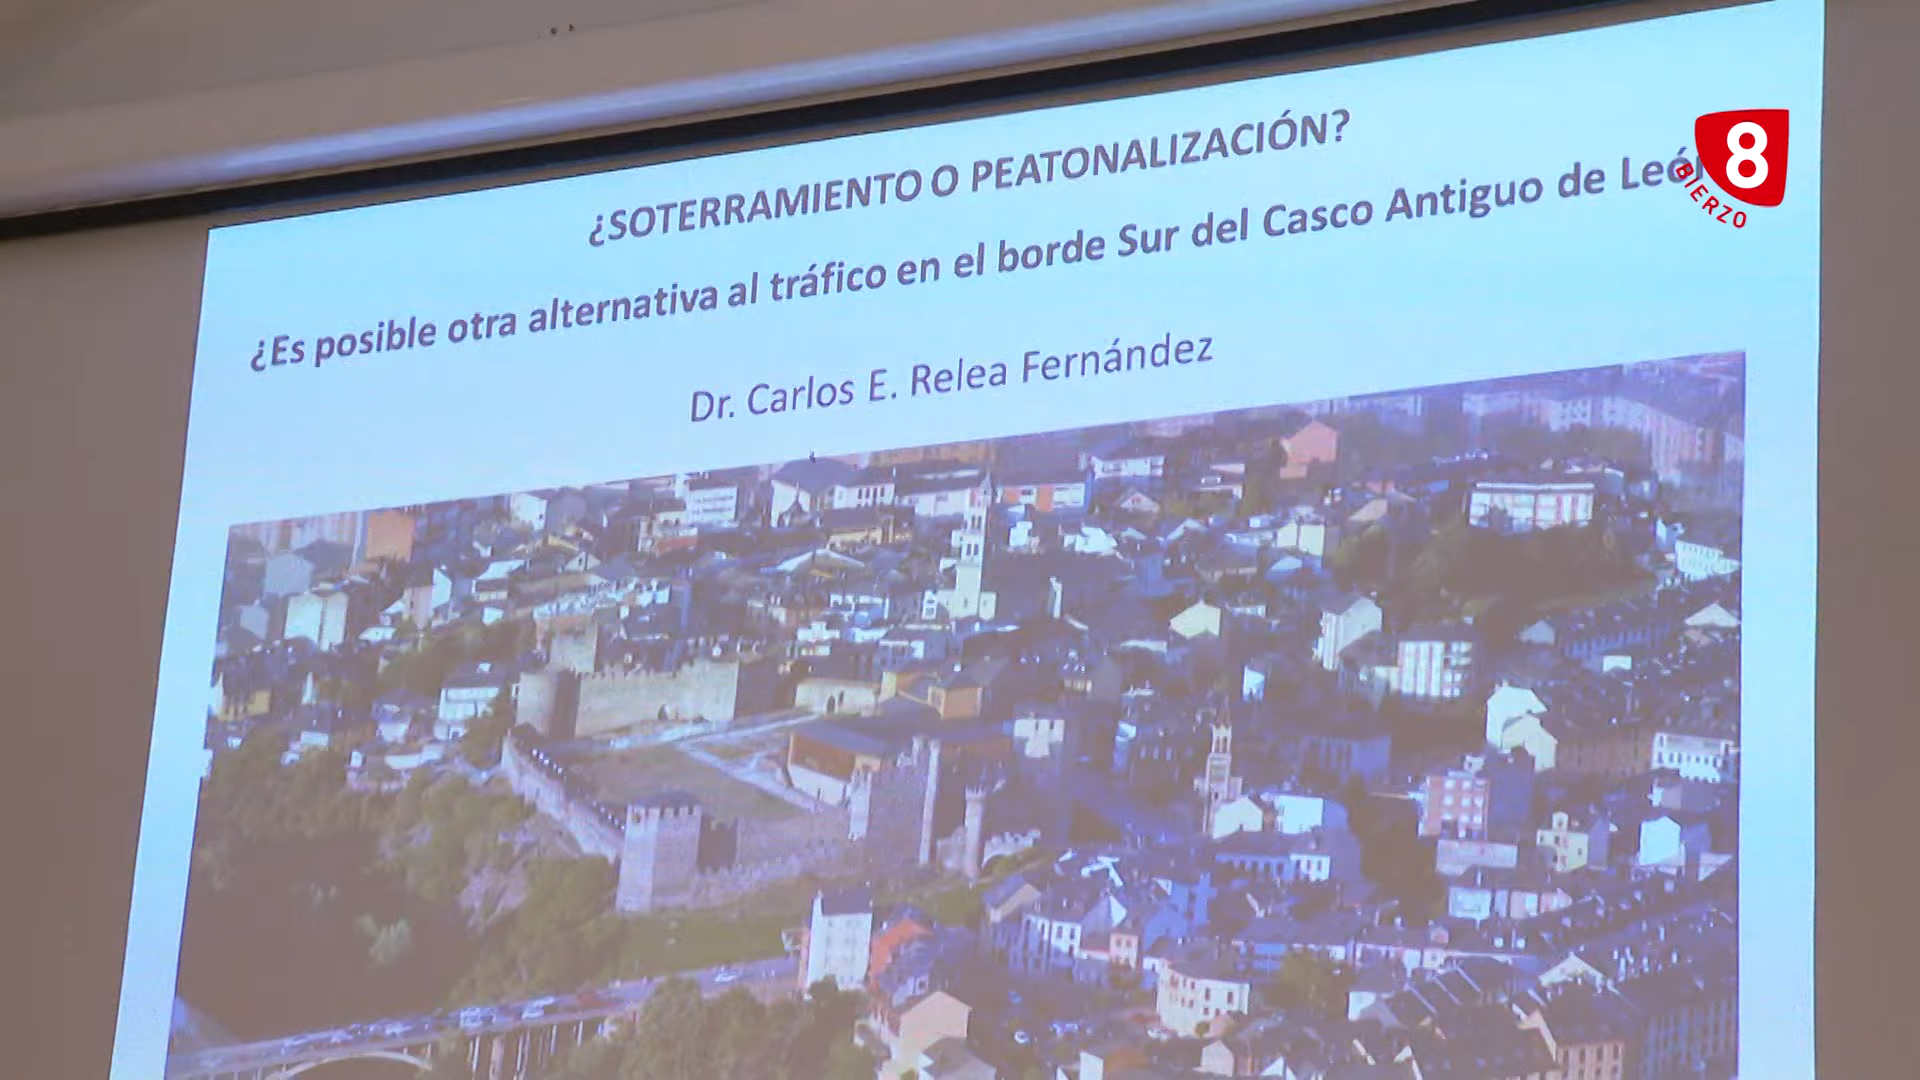 ¿SOTERRAMIENTO O PEATONALIZACIÓN?
¿Es posible otra alternativa al tráfico en el borde Sur del Casco Antiguo de León
Dr. Carlos E. Relea Fernández
8
BIERZO